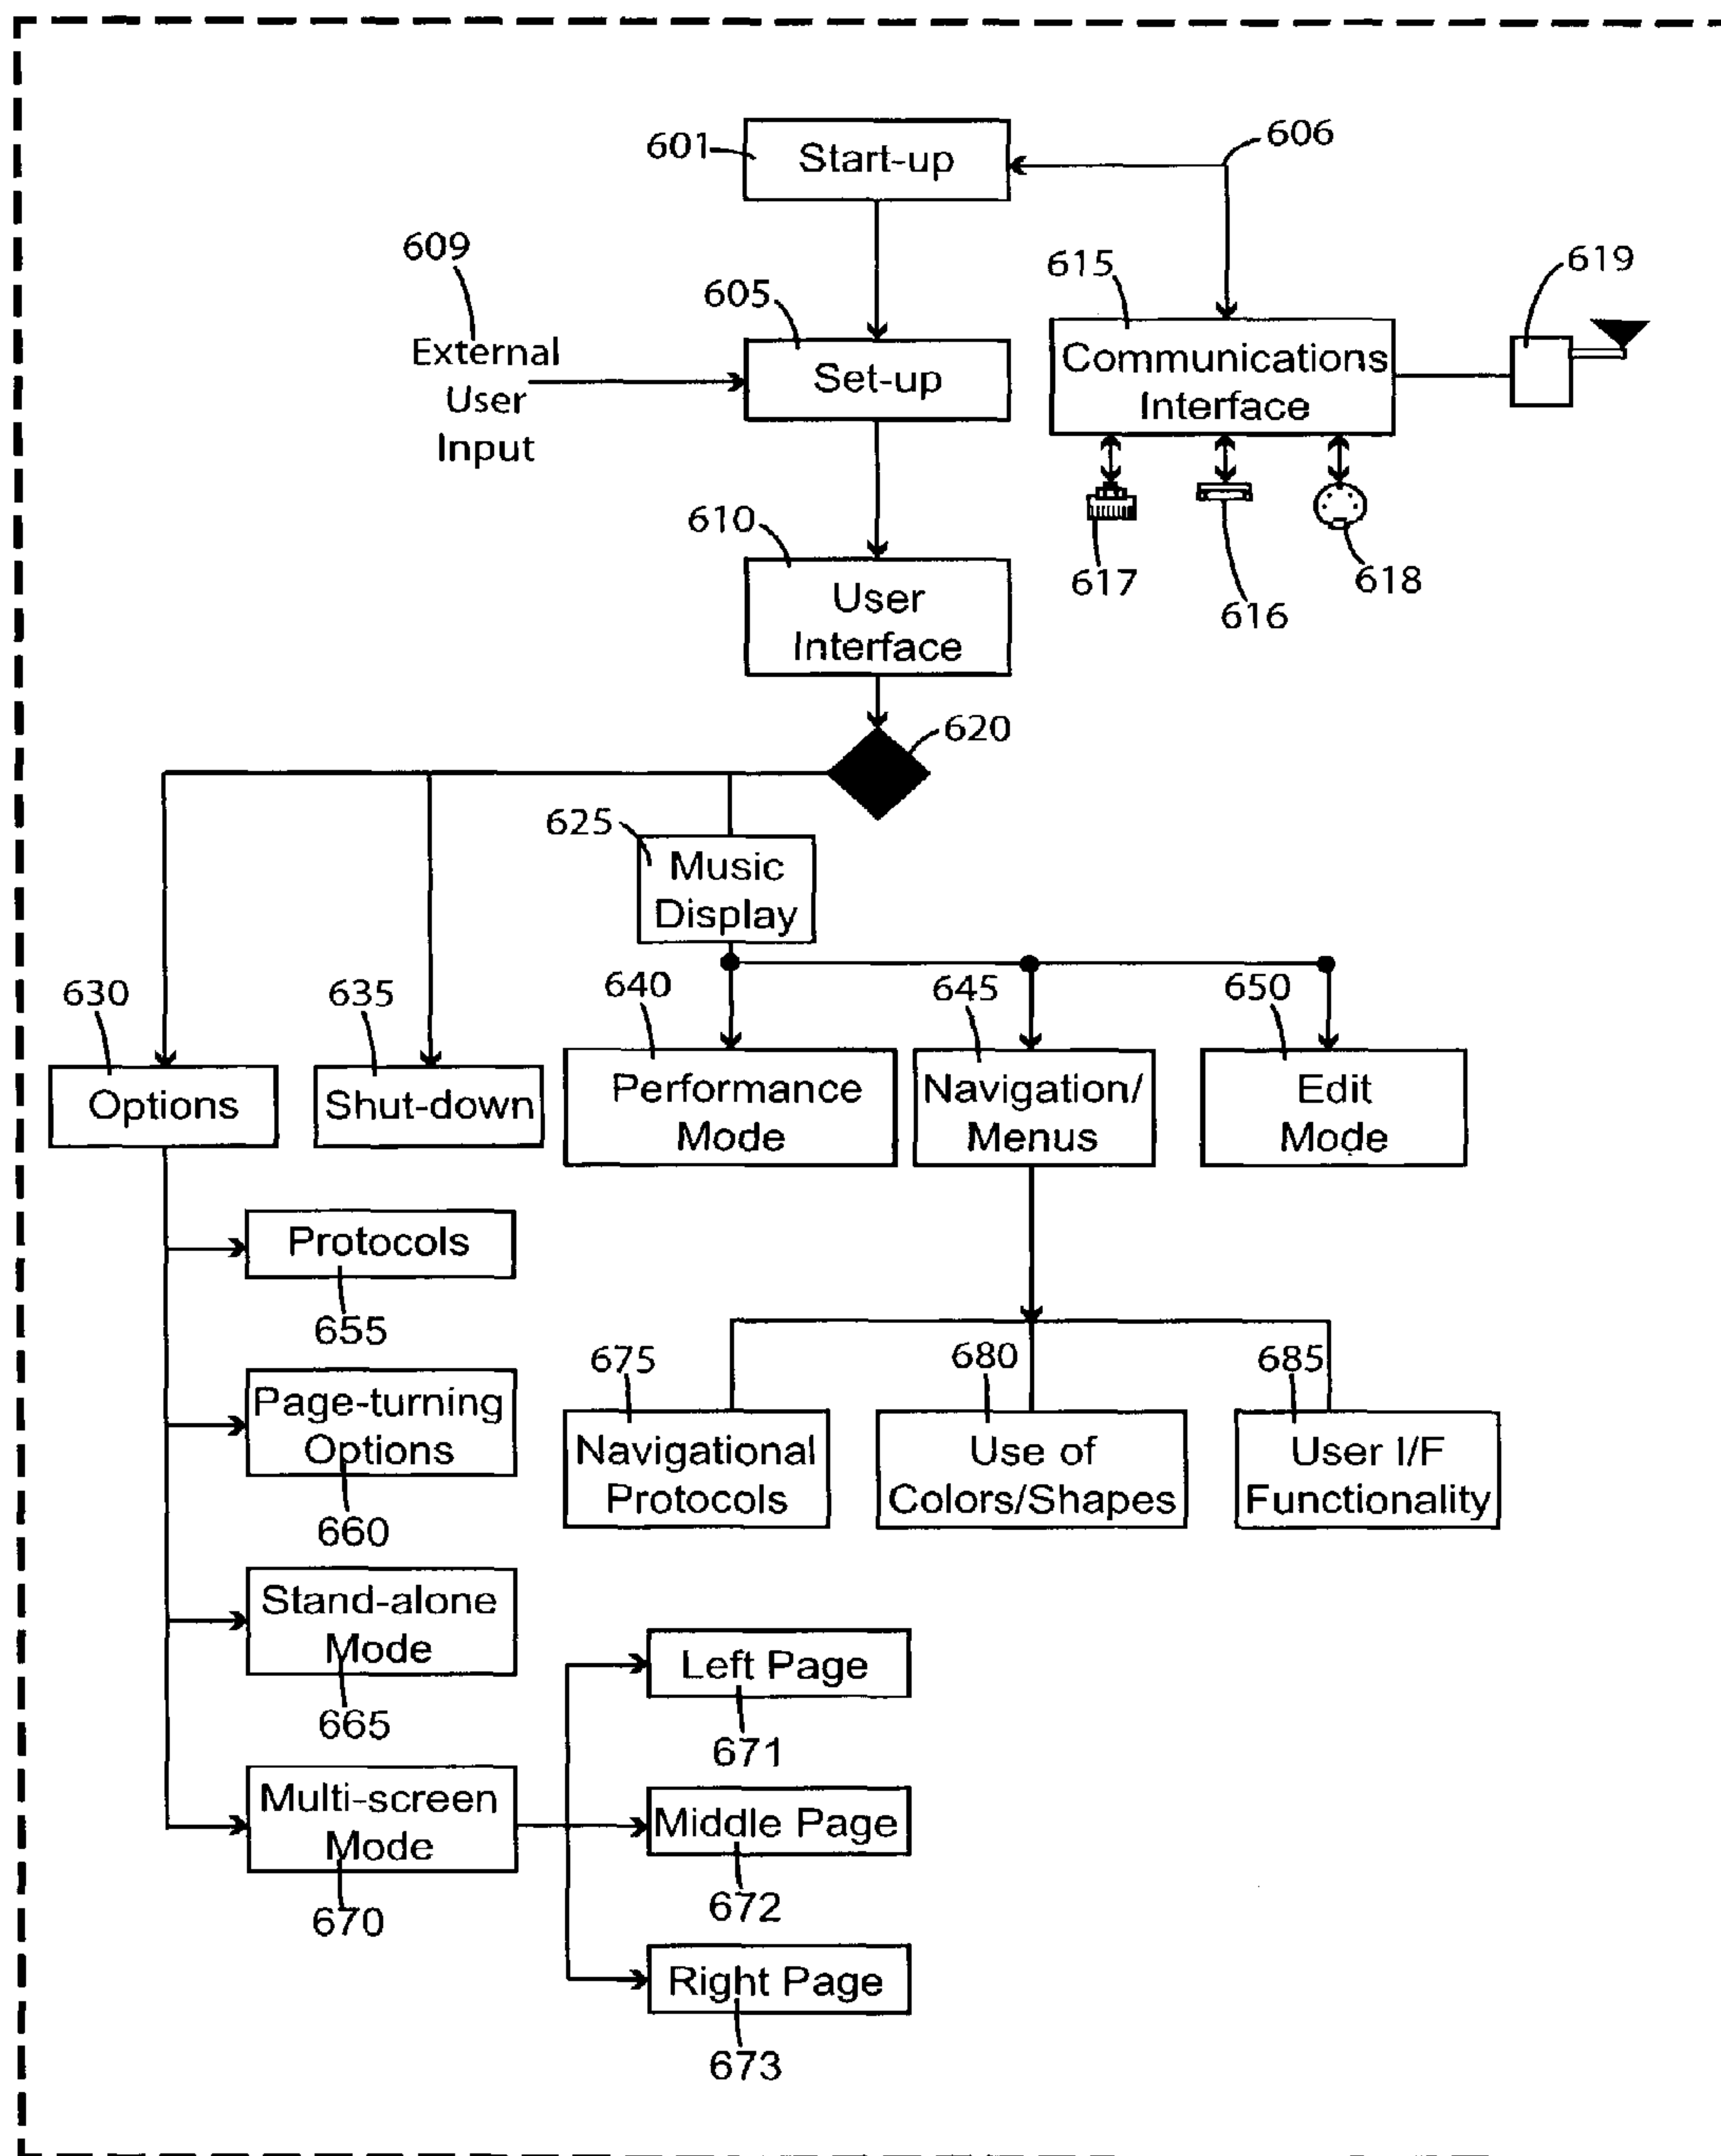 601
Start-up
606
609
External
User
Input
605
Set-up
615
Communications
Interface
619
617
616
618
610
User
Interface
620
625
Music
Display
630
Options
635
Shut-down
640
Performance
Mode
645
Navigation/
Menus
650
Edit
Mode
Protocols
655
Page-turning
Options
660
Stand-alone
Mode
665
Multi-screen
Mode
670
675
Navigational
Protocols
680
Use of
Colors/Shapes
685
User I/F
Functionality
Left Page
671
Middle Page
672
Right Page
673